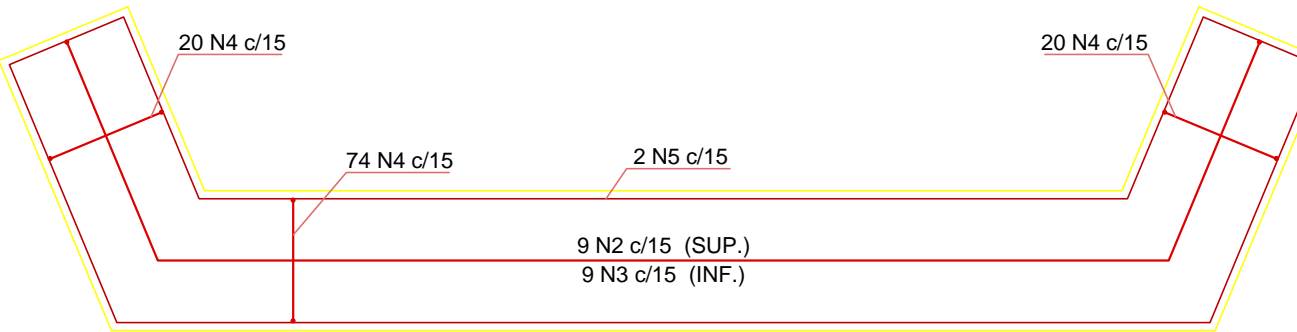 20 N4 c/15
20 N4 c/15
74 N4 c/15
2 N5 c/15
9 N2 c/15 (SUP.)
9 N3 c/15 (INF.)